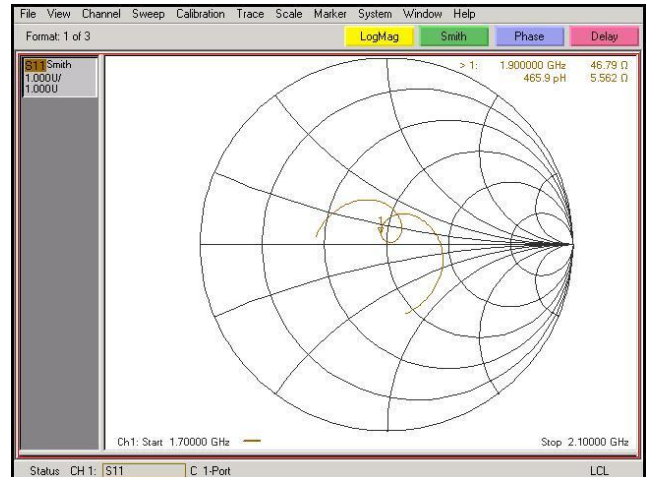 File View Channel Sweep Calibration Trace Scale Marker System Window Help
Format: 1 of 3 LogMag Smith Phase Delay
S11 Smith
1.000U/
1.000U
> 1: 1.900000 GHz 46.79 Ω
465.9 pH 5.562 Ω
1
Ch1: Start 1.70000 GHz Stop 2.10000 GHz
Status CH 1: S11 C 1-Port LCL